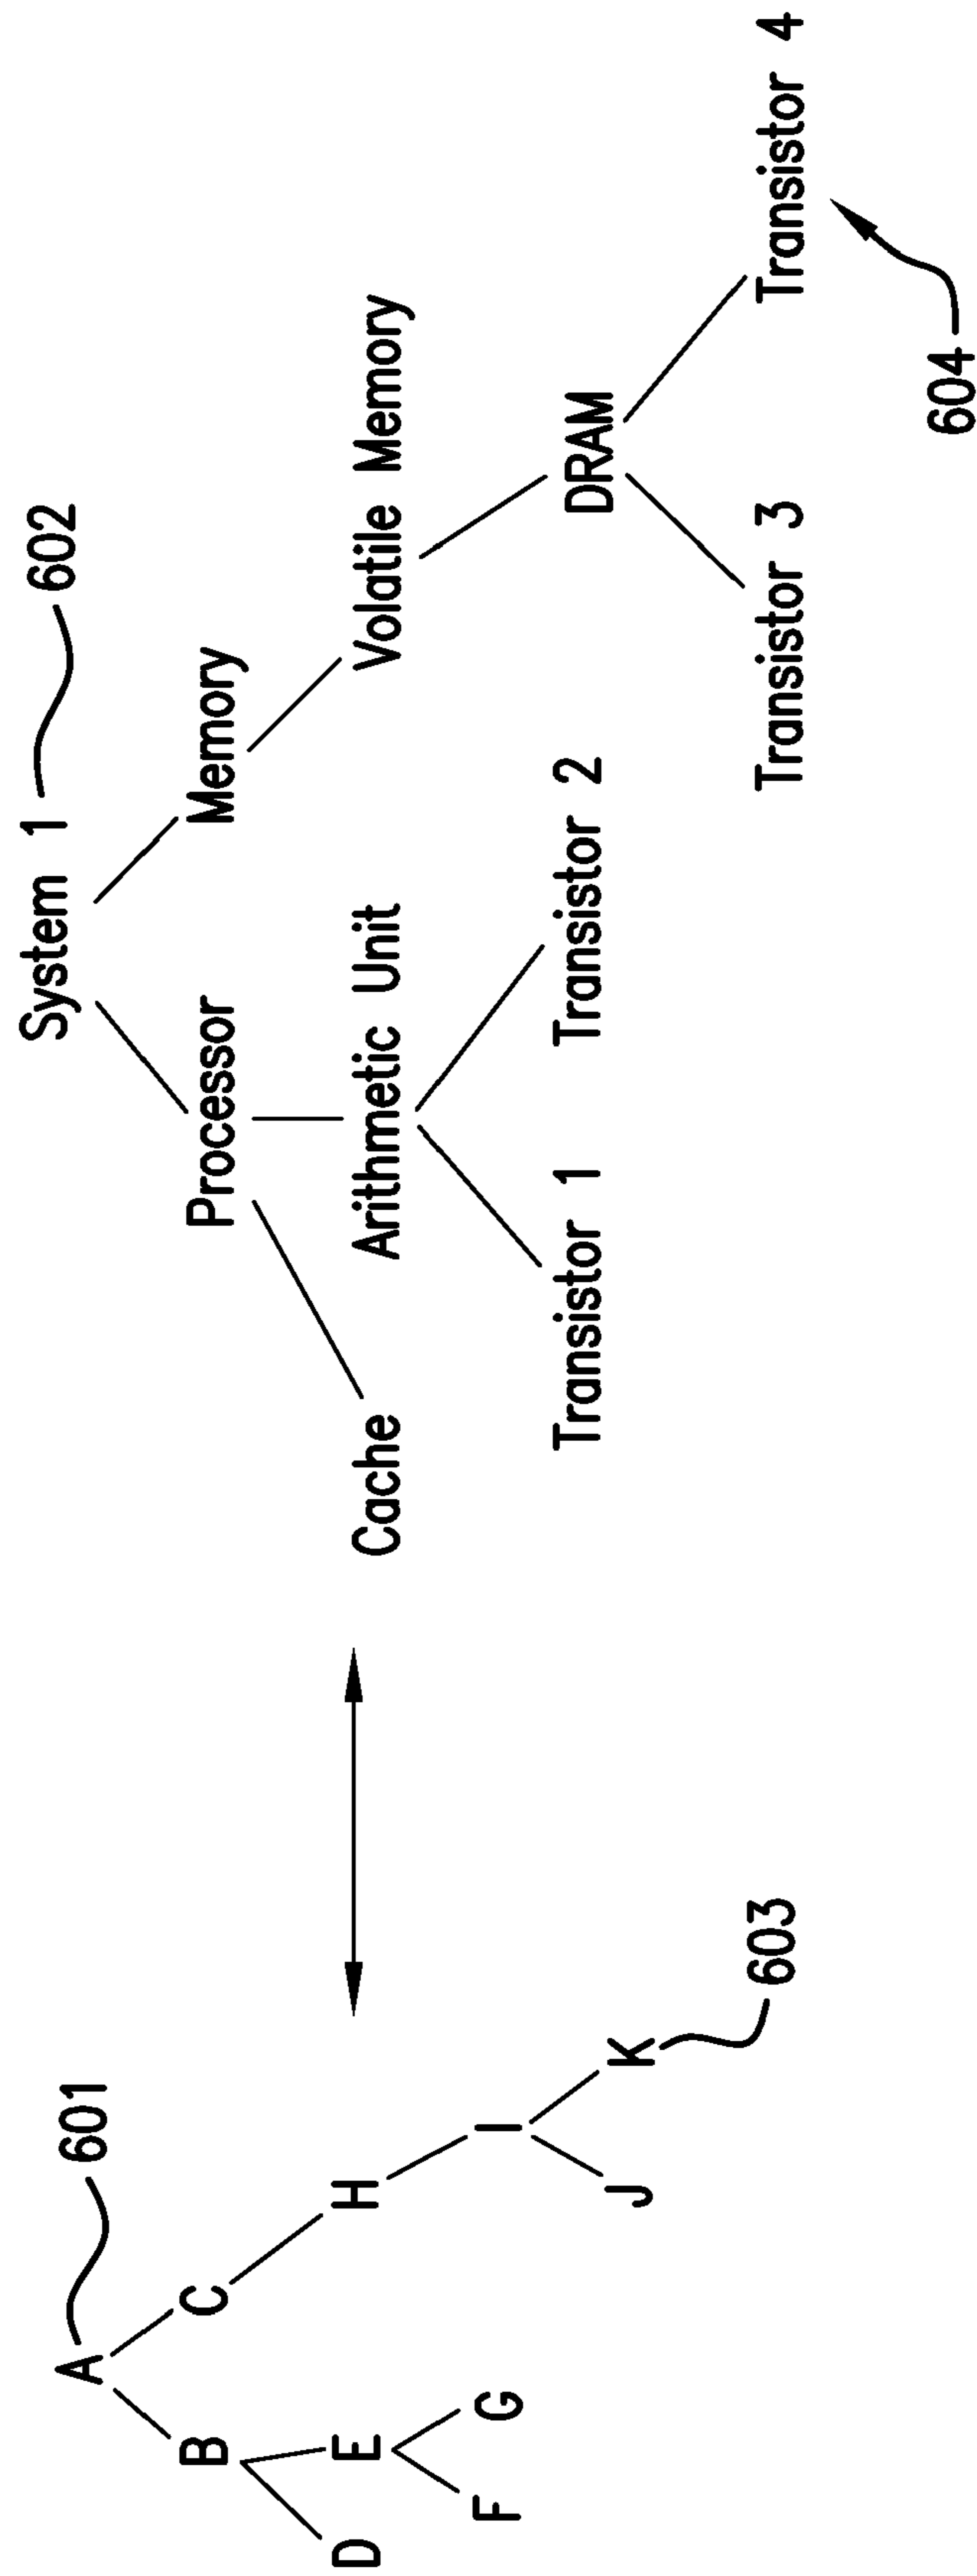 System 1 602
A 601
B C Processor Memory
D E H Cache Arithmetic Unit Volatile Memory
F G I Transistor 1 Transistor 2 DRAM
J K 603 Transistor 3 Transistor 4
604